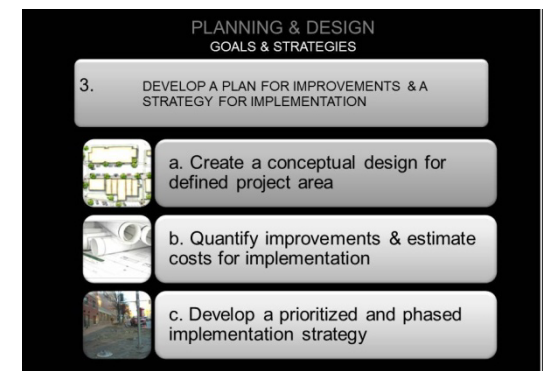 PLANNING & DESIGN
GOALS & STRATEGIES
3. DEVELOP A PLAN FOR IMPROVEMENTS & A
STRATEGY FOR IMPLEMENTATION
a. Create a conceptual design for
defined project area
b. Quantify improvements & estimate
costs for implementation
c. Develop a prioritized and phased
implementation strategy